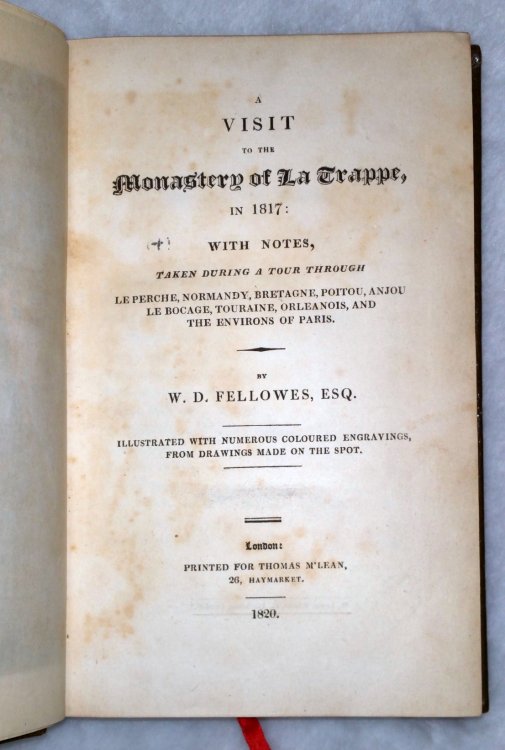 A
VISIT
TO THE
Monastery of La Trappe,
IN 1817:
WITH NOTES,
TAKEN DURING A TOUR THROUGH
LE PERCHE, NORMANDY, BRETAGNE, POITOU, ANJOU
LE BOCAGE, TOURAINE, ORLEANOIS, AND
THE ENVIRONS OF PARIS.
BY
W. D. FELLOWES, ESQ.
ILLUSTRATED WITH NUMEROUS COLOURED ENGRAVINGS,
FROM DRAWINGS MADE ON THE SPOT.
London:
PRINTED FOR THOMAS M'LEAN,
26, HAYMARKET.
1820.